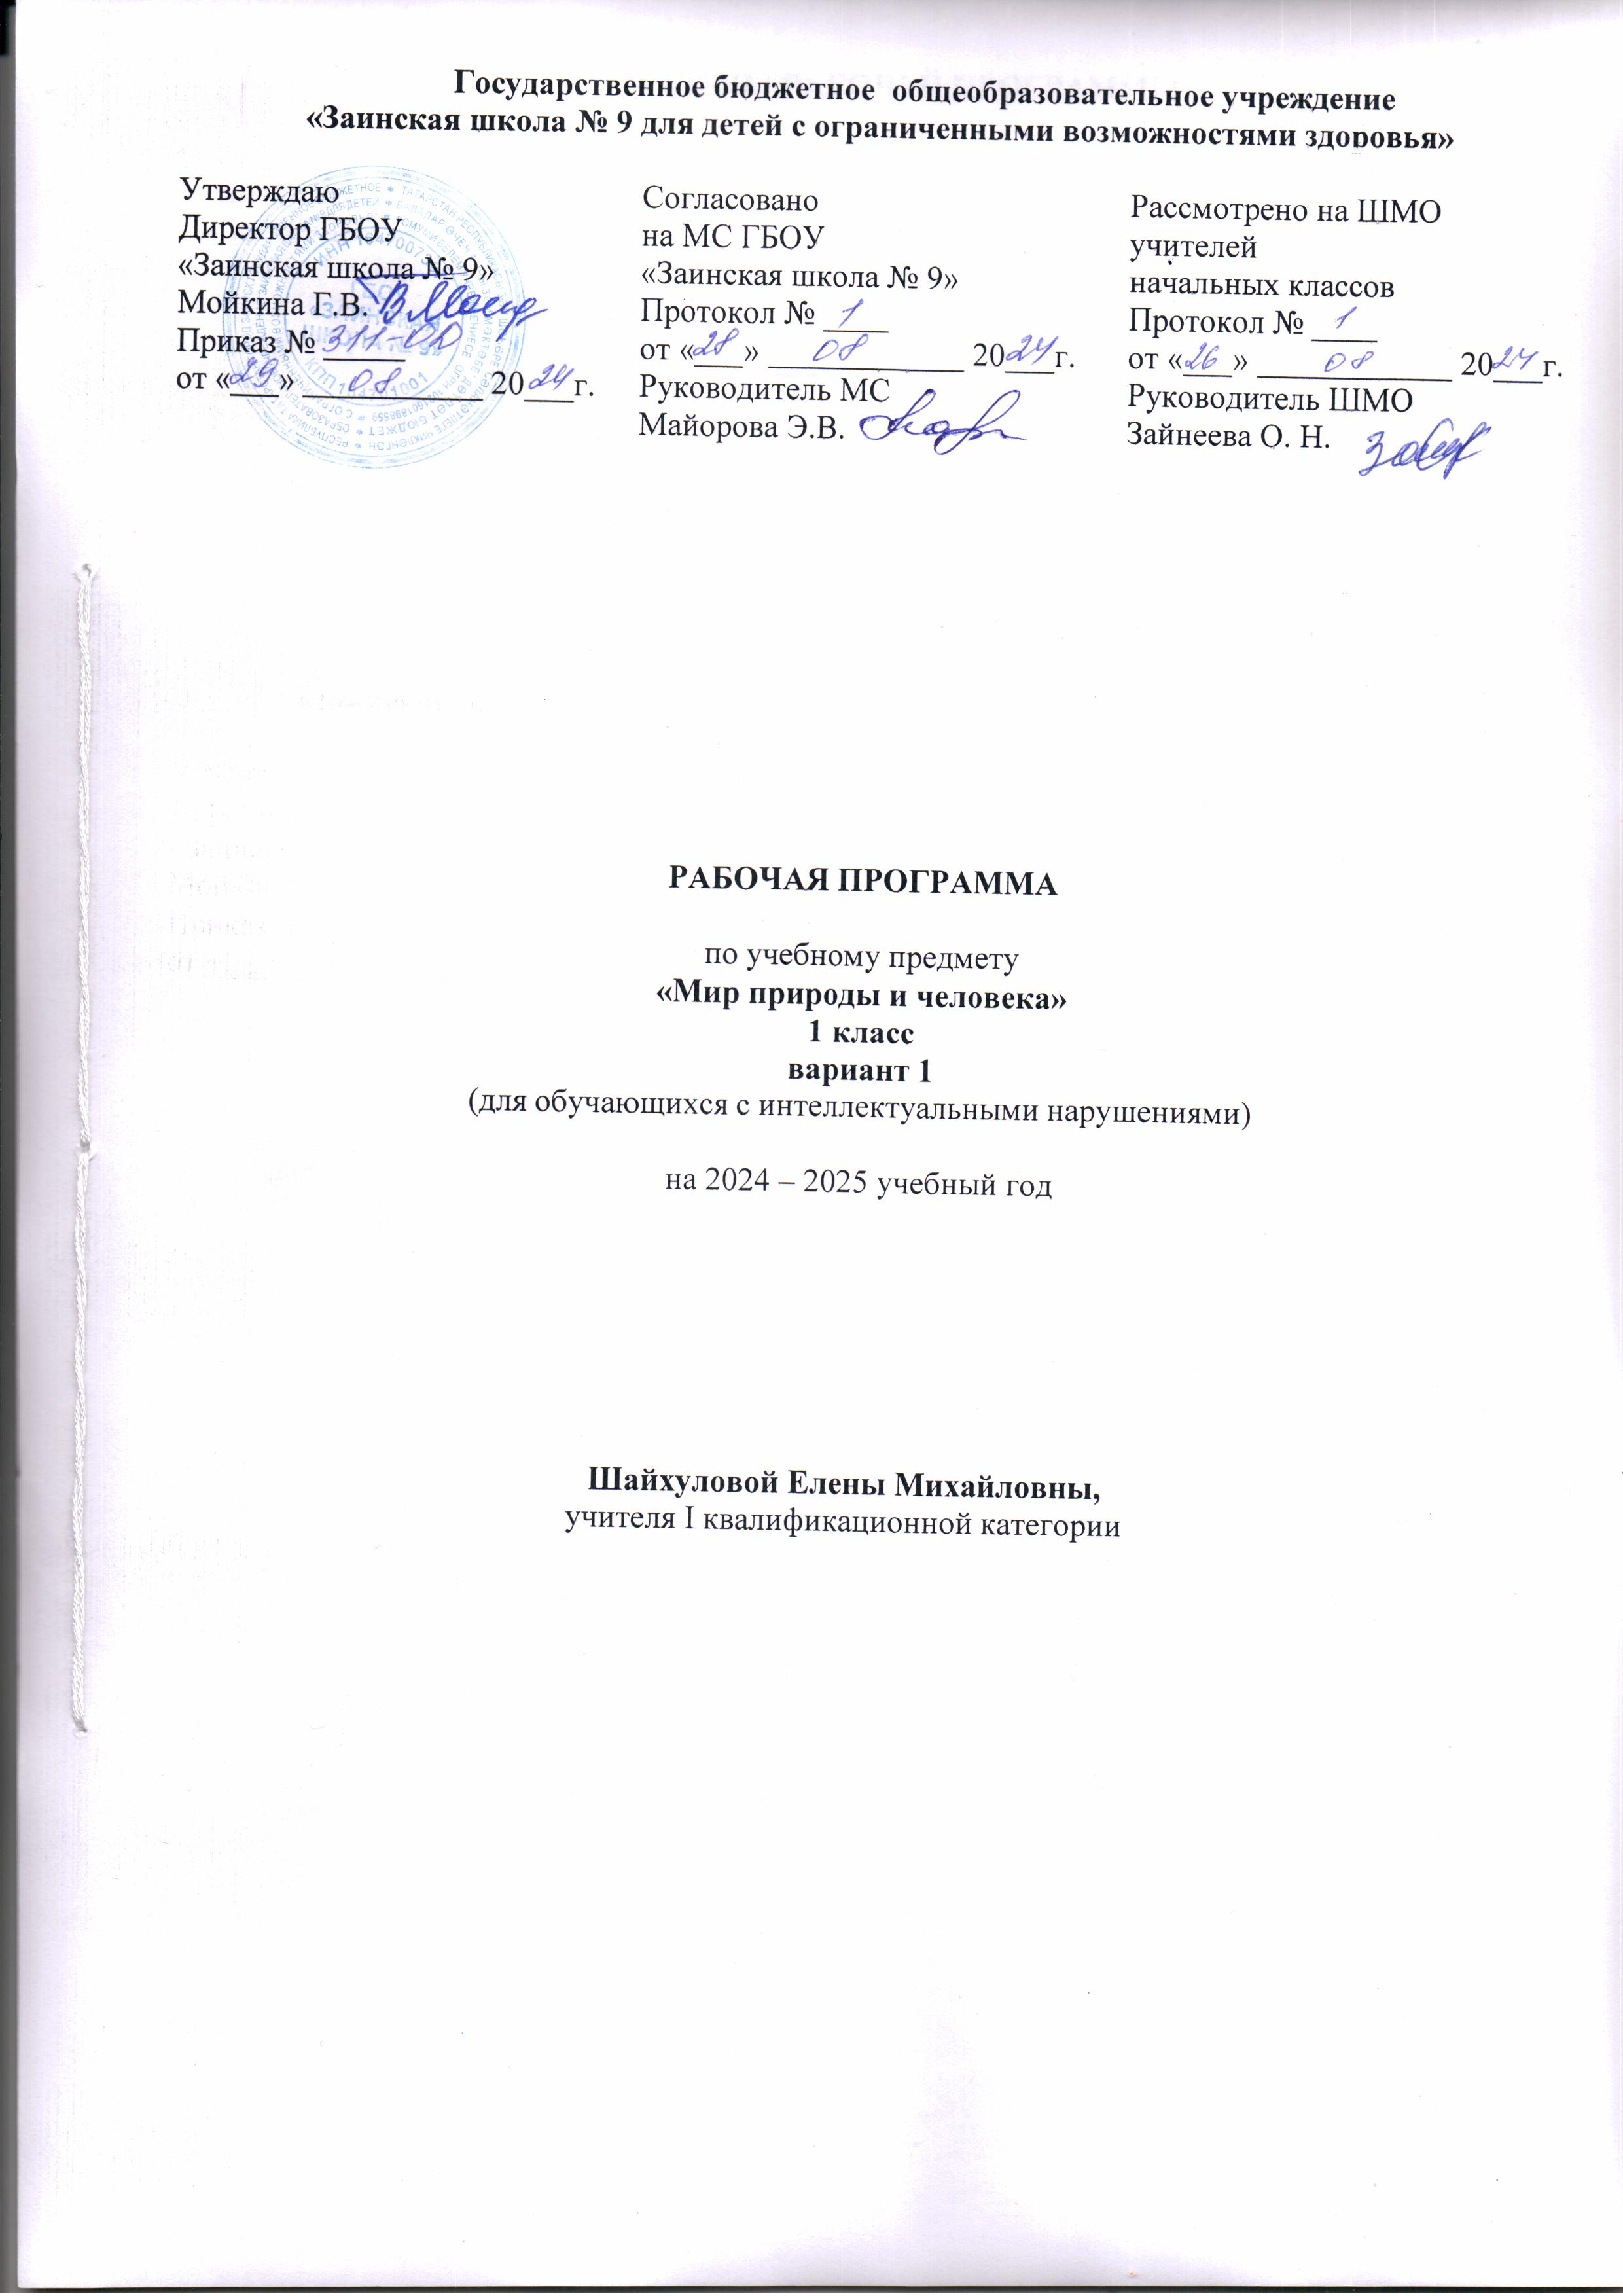 Государственное бюджетное общеобразовательное учреждение
«Заинская школа № 9 для детей с ограниченными возможностями здоровья»
Утверждаю
Директор ГБОУ
«Заинская школа № 9»
Мойкина Г.В.
Приказ № 311-ОД
от «29» 08 2024г.
Согласовано
на МС ГБОУ
«Заинская школа № 9»
Протокол № 1
от «28» 08 2024г.
Руководитель МС
Майорова Э.В.
Рассмотрено на ШМО
учителей
начальных классов
Протокол № 1
от «26» 08 2024г.
Руководитель ШМО
Зайнеева О. Н.
РАБОЧАЯ ПРОГРАММА
по учебному предмету
«Мир природы и человека»
1 класс
вариант 1
(для обучающихся с интеллектуальными нарушениями)
на 2024 – 2025 учебный год
Шайхуловой Елены Михайловны,
учителя I квалификационной категории